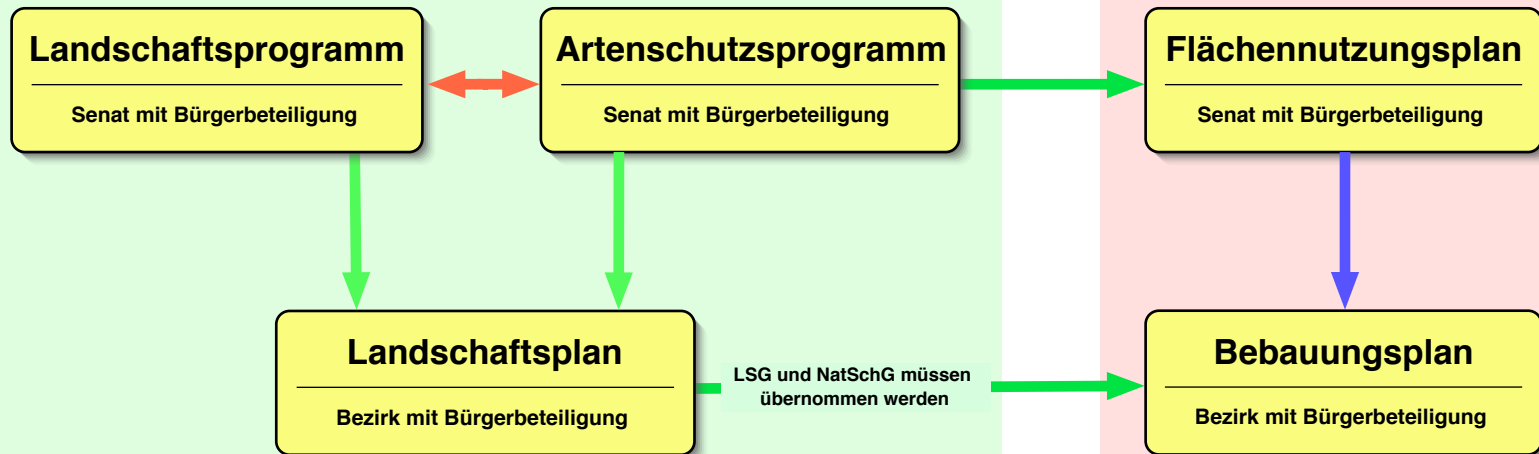 Landschaftsprogramm
Senat mit Bürgerbeteiligung
Artenschutzsprogramm
Senat mit Bürgerbeteiligung
Flächennutzungsplan
Senat mit Bürgerbeteiligung
Landschaftsplan
Bezirk mit Bürgerbeteiligung
LSG und NatSchG müssen
übernommen werden
Bebauungsplan
Bezirk mit Bürgerbeteiligung